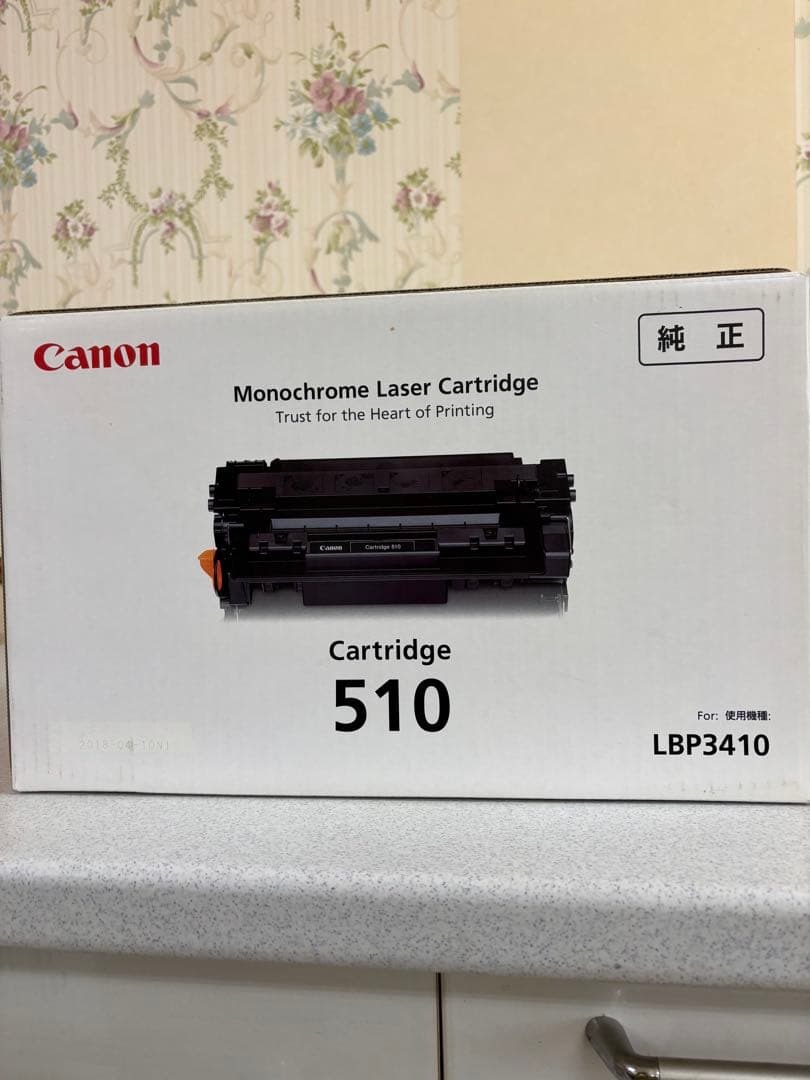 Canon
純 正
Monochrome Laser Cartridge
Trust for the Heart of Printing
Canon Cartridge 510
Cartridge
510
For: 使用機種:
LBP3410